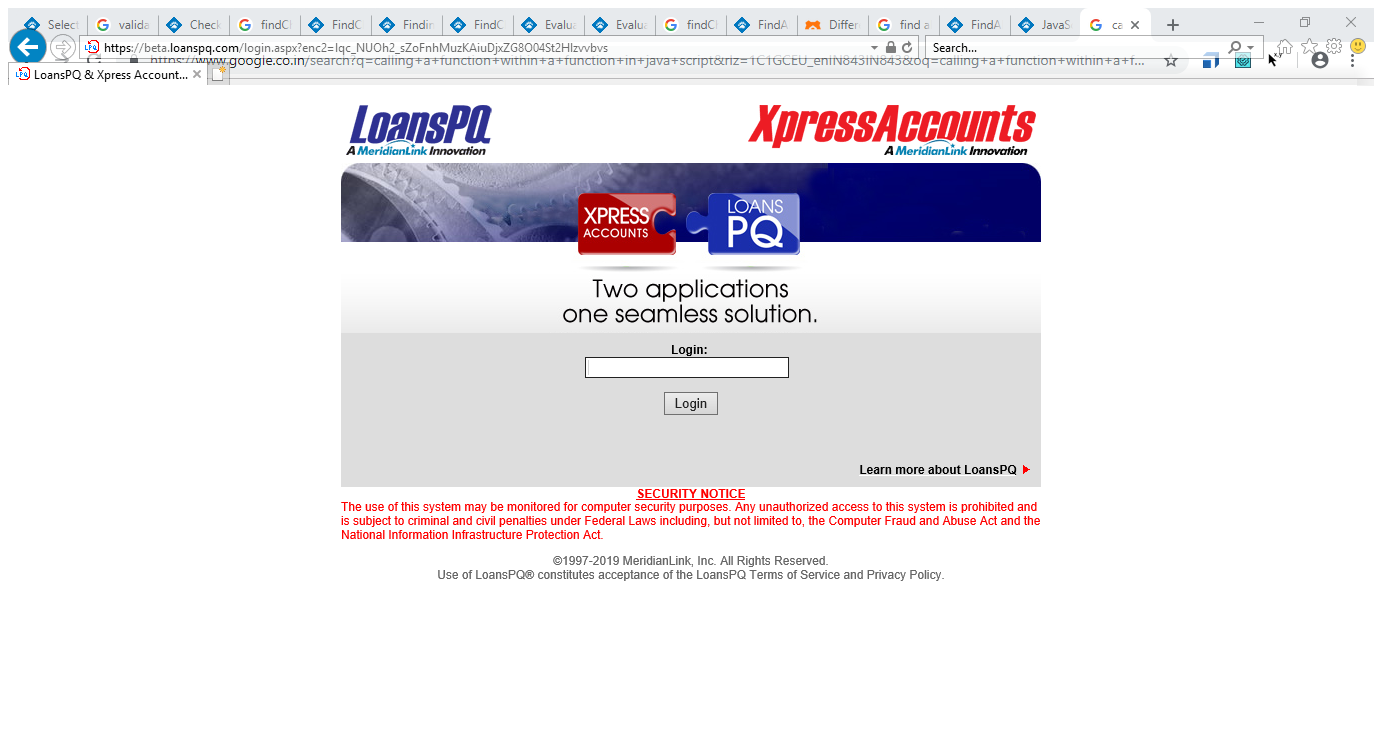 Select
valida
Check
findCl
FindC
Findin
FindC
Evalua
Evalua
findCl
FindA
Differ
find a
FindA
JavaSc
ca
https://beta.loanspq.com/login.aspx?enc2=Iqc_NUOh2_sZoFnhMuzKAiuDjxZG8O04St2HIzvvbvs
Search...
https://www.google.co.in/search?q=calling+a+function+within+a+function+in+java+script&rlz=1C1GCEU_enIN843IN843&oq=calling+a+function+within+a+f...
LoansPQ & Xpress Account...
LoansPQ
A MeridianLink Innovation
XpressAccounts
A MeridianLink Innovation
XPRESS
ACCOUNTS
LOANS
PQ
Two applications
one seamless solution.
Login:
Login
Learn more about LoansPQ
SECURITY NOTICE
The use of this system may be monitored for computer security purposes. Any unauthorized access to this system is prohibited and
is subject to criminal and civil penalties under Federal Laws including, but not limited to, the Computer Fraud and Abuse Act and the
National Information Infrastructure Protection Act.
©1997-2019 MeridianLink, Inc. All Rights Reserved.
Use of LoansPQ® constitutes acceptance of the LoansPQ Terms of Service and Privacy Policy.